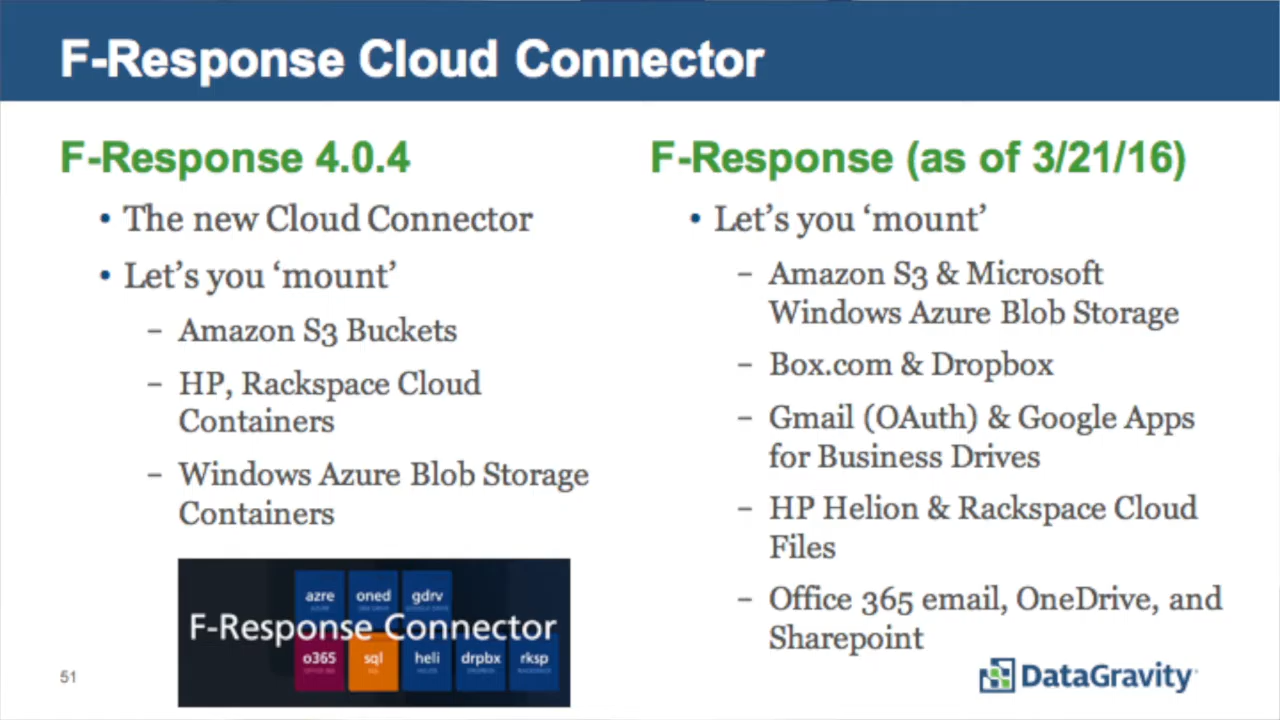 F-Response Cloud Connector
F-Response 4.0.4
• The new Cloud Connector
• Let's you 'mount'
– Amazon S3 Buckets
– HP, Rackspace Cloud
Containers
– Windows Azure Blob Storage
Containers
azre oned gdrv
F-Response Connector
o365 sql heli drpbx rksp
F-Response (as of 3/21/16)
• Let's you 'mount'
– Amazon S3 & Microsoft
Windows Azure Blob Storage
– Box.com & Dropbox
– Gmail (OAuth) & Google Apps
for Business Drives
– HP Helion & Rackspace Cloud
Files
– Office 365 email, OneDrive, and
Sharepoint
51
DataGravity